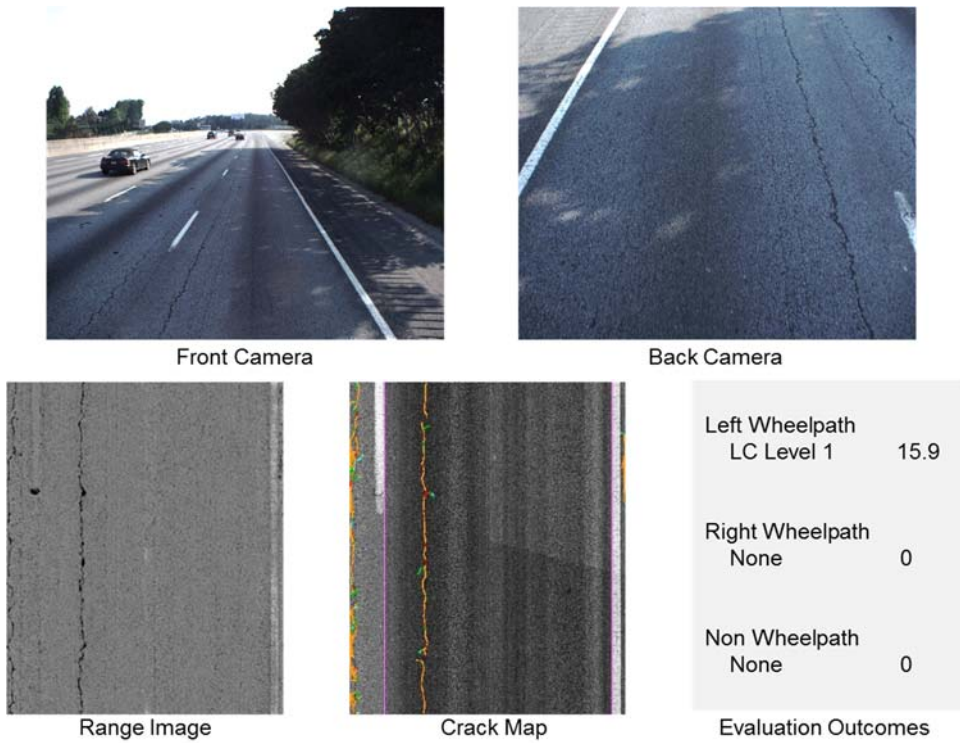 Front Camera
Back Camera
Left Wheelpath
LC Level 1 15.9
Right Wheelpath
None 0
Non Wheelpath
None 0
Range Image
Crack Map
Evaluation Outcomes